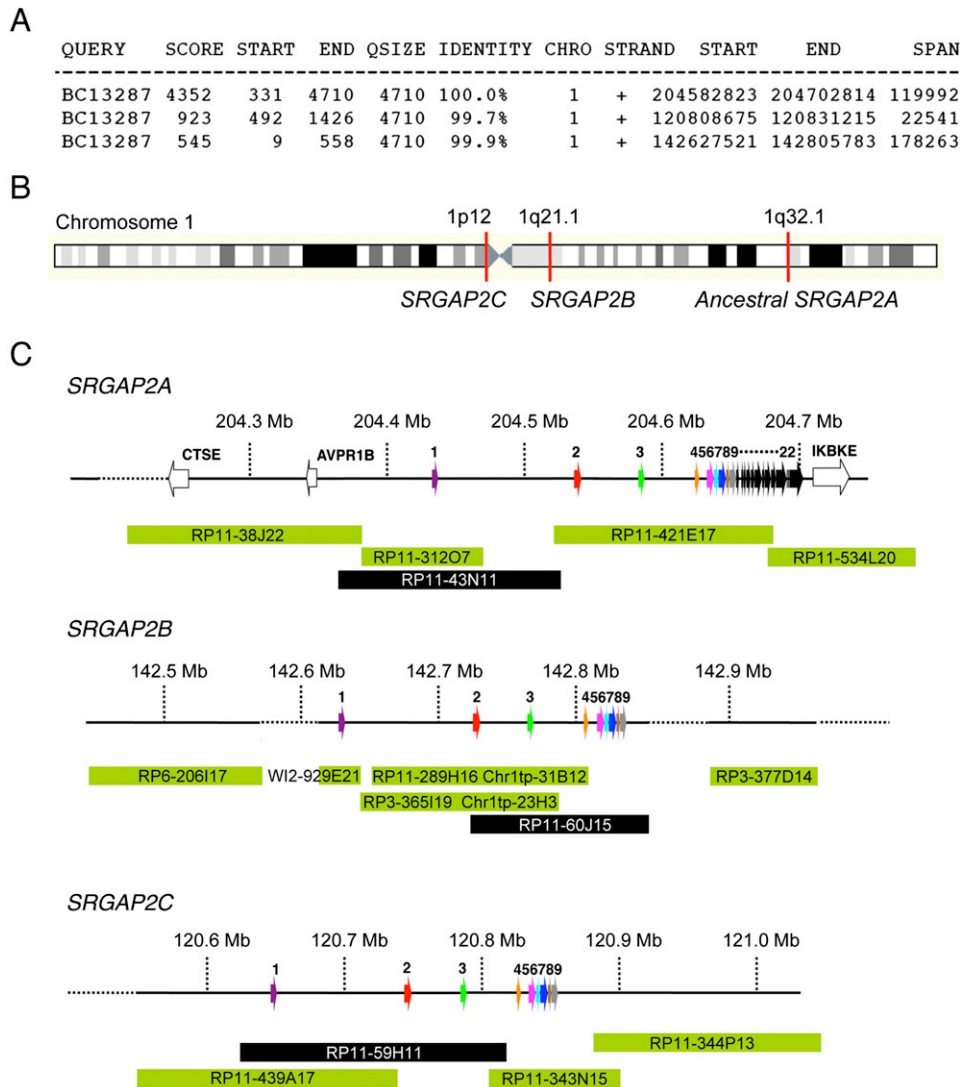 A
QUERY SCORE START END QSIZE IDENTITY CHRO STRAND START END SPAN
BC13287 4352 331 4710 4710 100.0% 1 + 204582823 204702814 119992
BC13287 923 492 1426 4710 99.7% 1 + 120808675 120831215 22541
BC13287 545 9 558 4710 99.9% 1 + 142627521 142805783 178263
B
Chromosome 1
1p12 1q21.1 1q32.1
SRGAP2C SRGAP2B Ancestral SRGAP2A
C
SRGAP2A
204.3 Mb 204.4 Mb 204.5 Mb 204.6 Mb 204.7 Mb
CTSE AVPR1B 1 2 3 456789 22 IKBKE
RP11-38J22 RP11-421E17
RP11-312O7 RP11-534L20
RP11-43N11
SRGAP2B
142.5 Mb 142.6 Mb 142.7 Mb 142.8 Mb 142.9 Mb
1 2 3 456789
RP6-206I17 WI2-929E21 RP11-289H16 Chr1tp-31B12 RP3-377D14
RP3-365I19 Chr1tp-23H3
RP11-60J15
SRGAP2C
120.6 Mb 120.7 Mb 120.8 Mb 120.9 Mb 121.0 Mb
1 2 3 456789
RP11-344P13
RP11-59H11
RP11-439A17 RP11-343N15